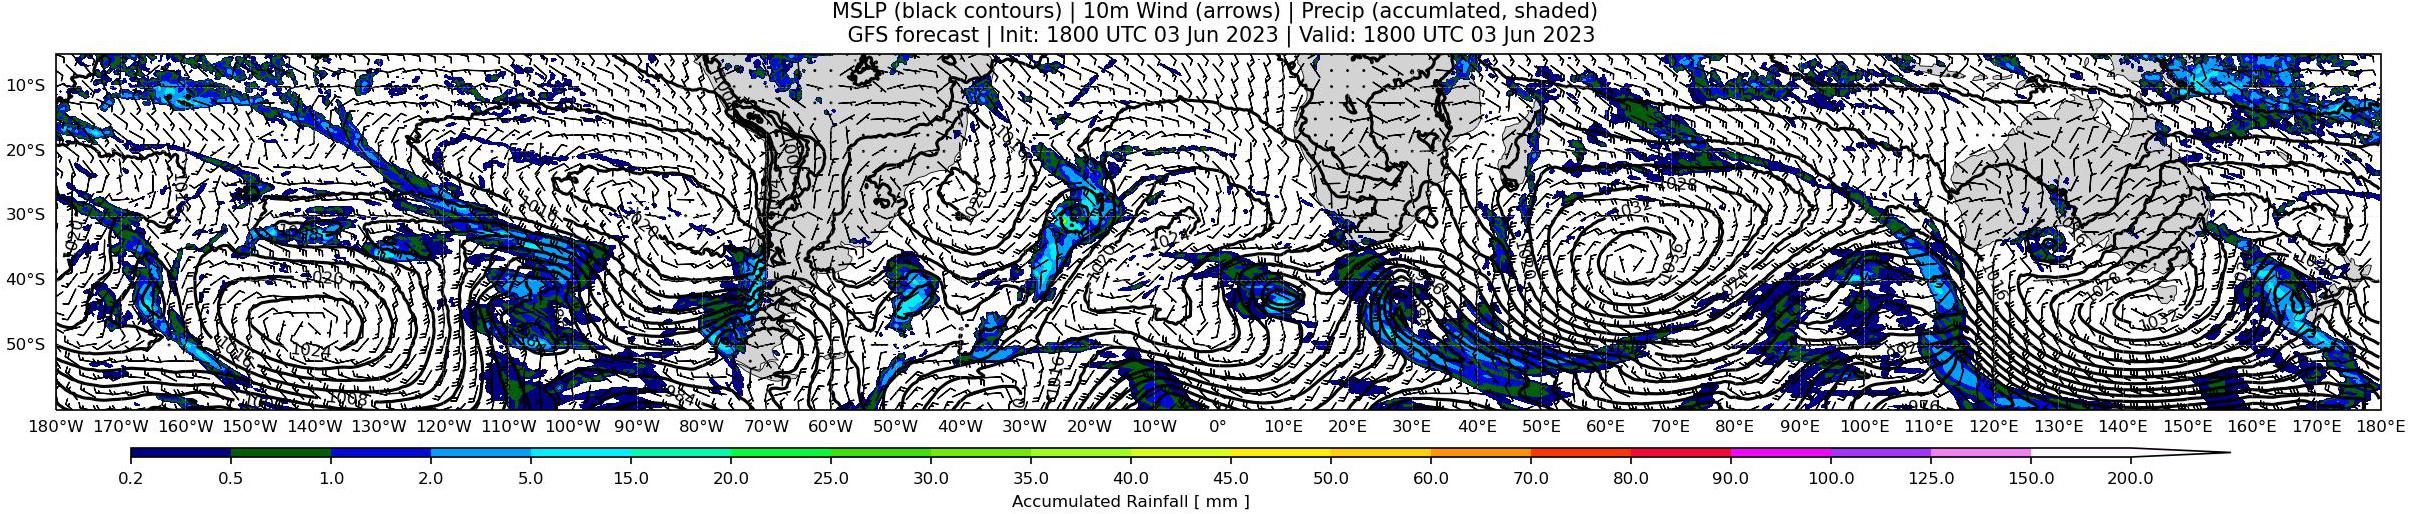 MSLP (black contours) | 10m Wind (arrows) | Precip (accumlated, shaded)
GFS forecast | Init: 1800 UTC 03 Jun 2023 | Valid: 1800 UTC 03 Jun 2023
10°S
20°S
30°S
40°S
50°S
1020
1024
1008
1028
1020
1020
1024
1036
1028
1032
984
1016
976
180°W 170°W 160°W 150°W 140°W 130°W 120°W 110°W 100°W 90°W 80°W 70°W 60°W 50°W 40°W 30°W 20°W 10°W 0° 10°E 20°E 30°E 40°E 50°E 60°E 70°E 80°E 90°E 100°E 110°E 120°E 130°E 140°E 150°E 160°E 170°E 180°E
0.2 0.5 1.0 2.0 5.0 15.0 20.0 25.0 30.0 35.0 40.0 45.0 50.0 60.0 70.0 80.0 90.0 100.0 125.0 150.0 200.0
Accumulated Rainfall [ mm ]